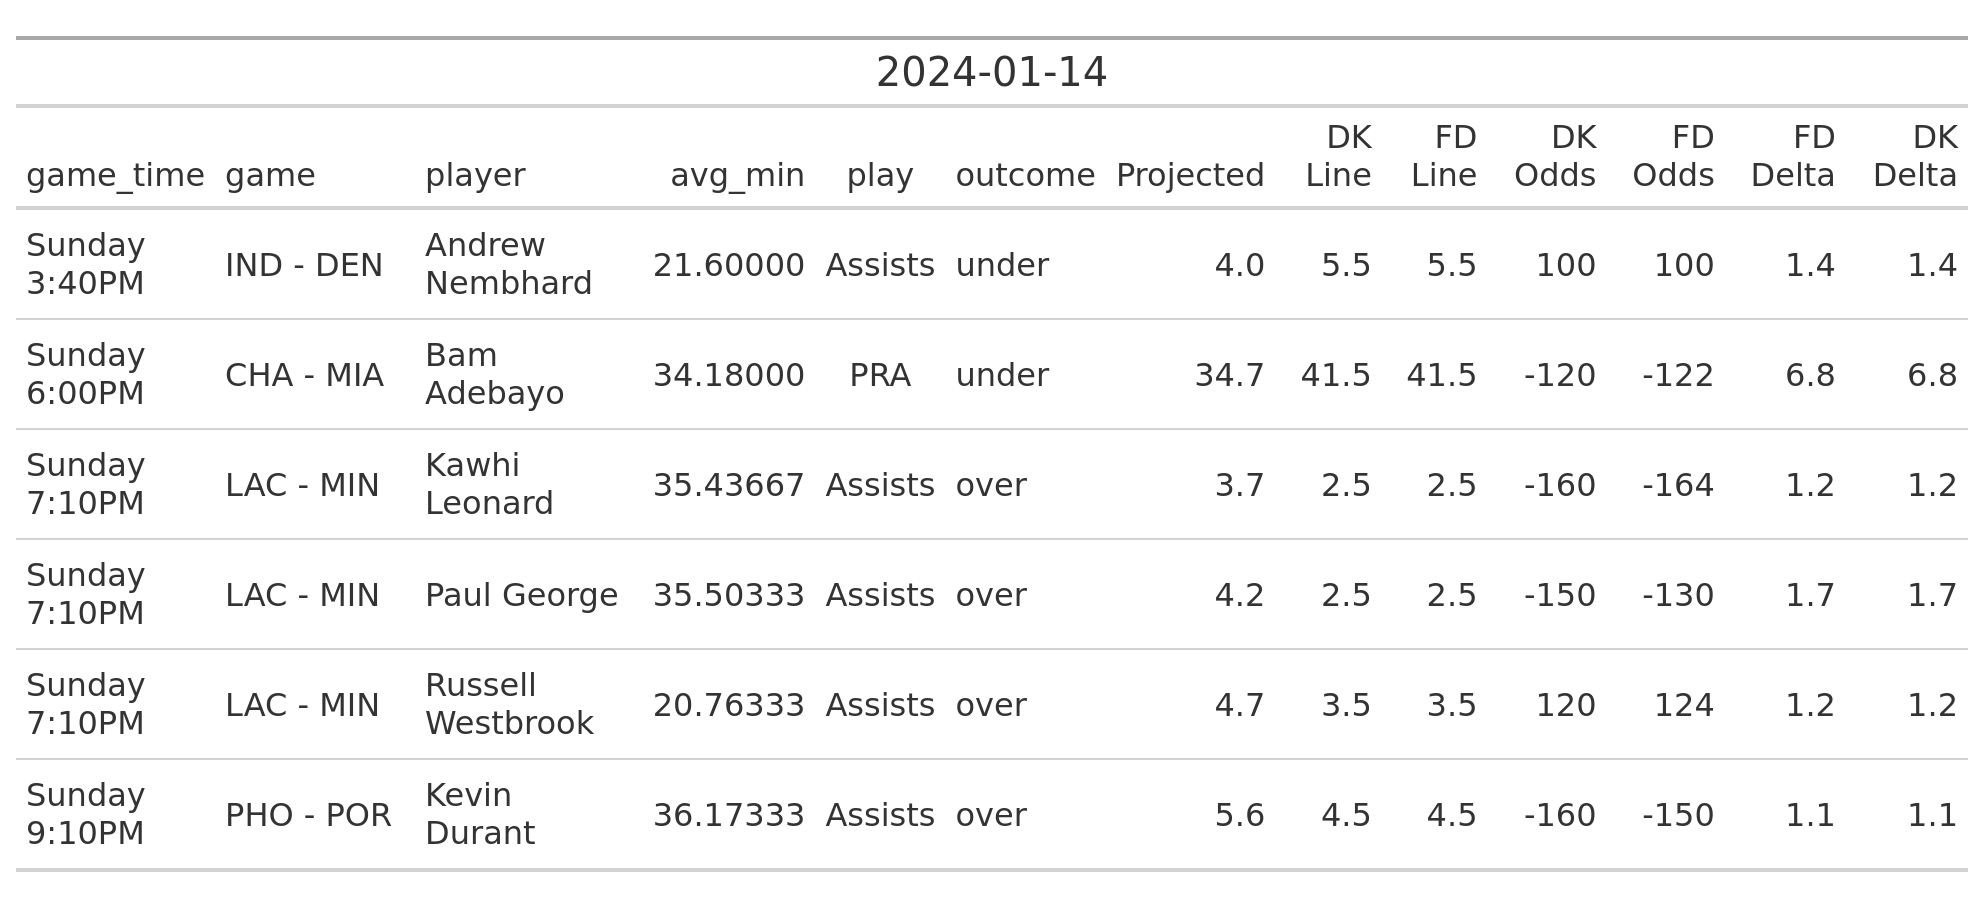 2024-01-14
game_time game player avg_min play outcome Projected DK Line FD Line DK Odds FD Odds FD Delta DK Delta
Sunday 3:40PM IND - DEN Andrew Nembhard 21.60000 Assists under 4.0 5.5 5.5 100 100 1.4 1.4
Sunday 6:00PM CHA - MIA Bam Adebayo 34.18000 PRA under 34.7 41.5 41.5 -120 -122 6.8 6.8
Sunday 7:10PM LAC - MIN Kawhi Leonard 35.43667 Assists over 3.7 2.5 2.5 -160 -164 1.2 1.2
Sunday 7:10PM LAC - MIN Paul George 35.50333 Assists over 4.2 2.5 2.5 -150 -130 1.7 1.7
Sunday 7:10PM LAC - MIN Russell Westbrook 20.76333 Assists over 4.7 3.5 3.5 120 124 1.2 1.2
Sunday 9:10PM PHO - POR Kevin Durant 36.17333 Assists over 5.6 4.5 4.5 -160 -150 1.1 1.1